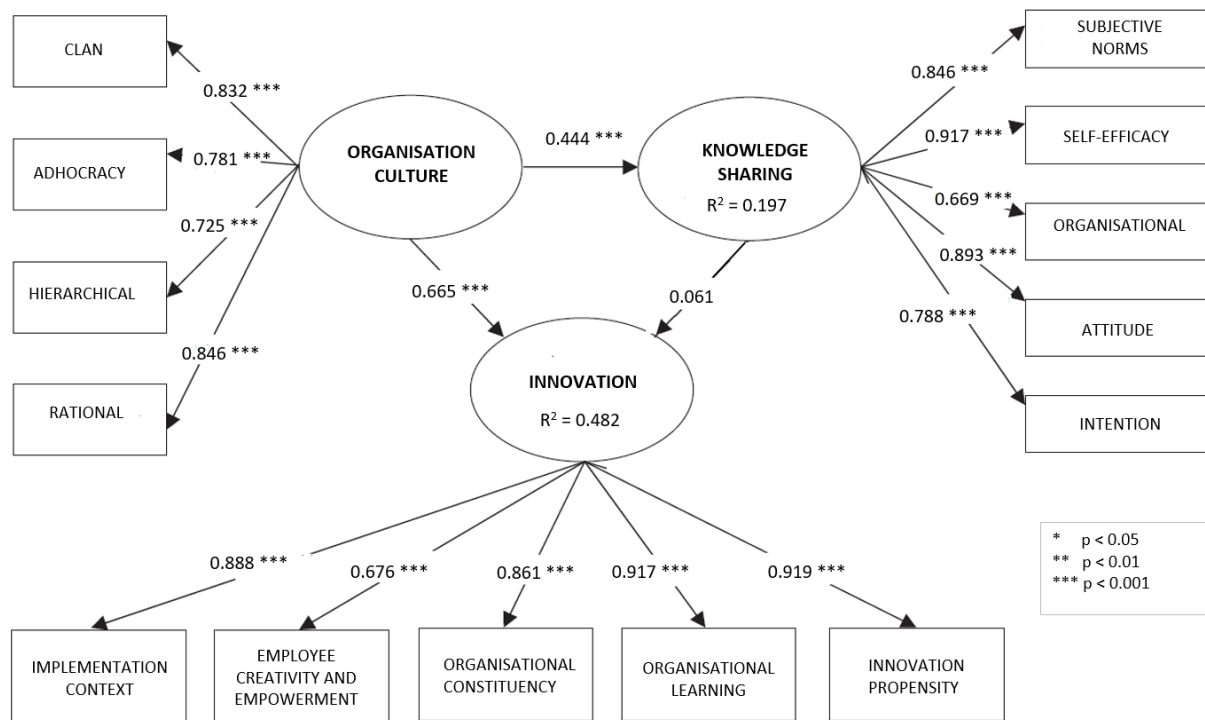 CLAN
0.832 ***
ADHOCRACY
0.781 ***
0.725 ***
HIERARCHICAL
0.846 ***
RATIONAL
ORGANISATION
CULTURE
0.444 ***
KNOWLEDGE
SHARING
R² = 0.197
0.665 ***
0.061
INNOVATION
R² = 0.482
SUBJECTIVE
NORMS
0.846 ***
0.917 ***
SELF-EFFICACY
0.669 ***
ORGANISATIONAL
0.893 ***
ATTITUDE
0.788 ***
INTENTION
0.888 ***
0.676 ***
0.861 ***
0.917 ***
0.919 ***
IMPLEMENTATION
CONTEXT
EMPLOYEE
CREATIVITY AND
EMPOWERMENT
ORGANISATIONAL
CONSTITUENCY
ORGANISATIONAL
LEARNING
INNOVATION
PROPENSITY
* p < 0.05
** p < 0.01
*** p < 0.001